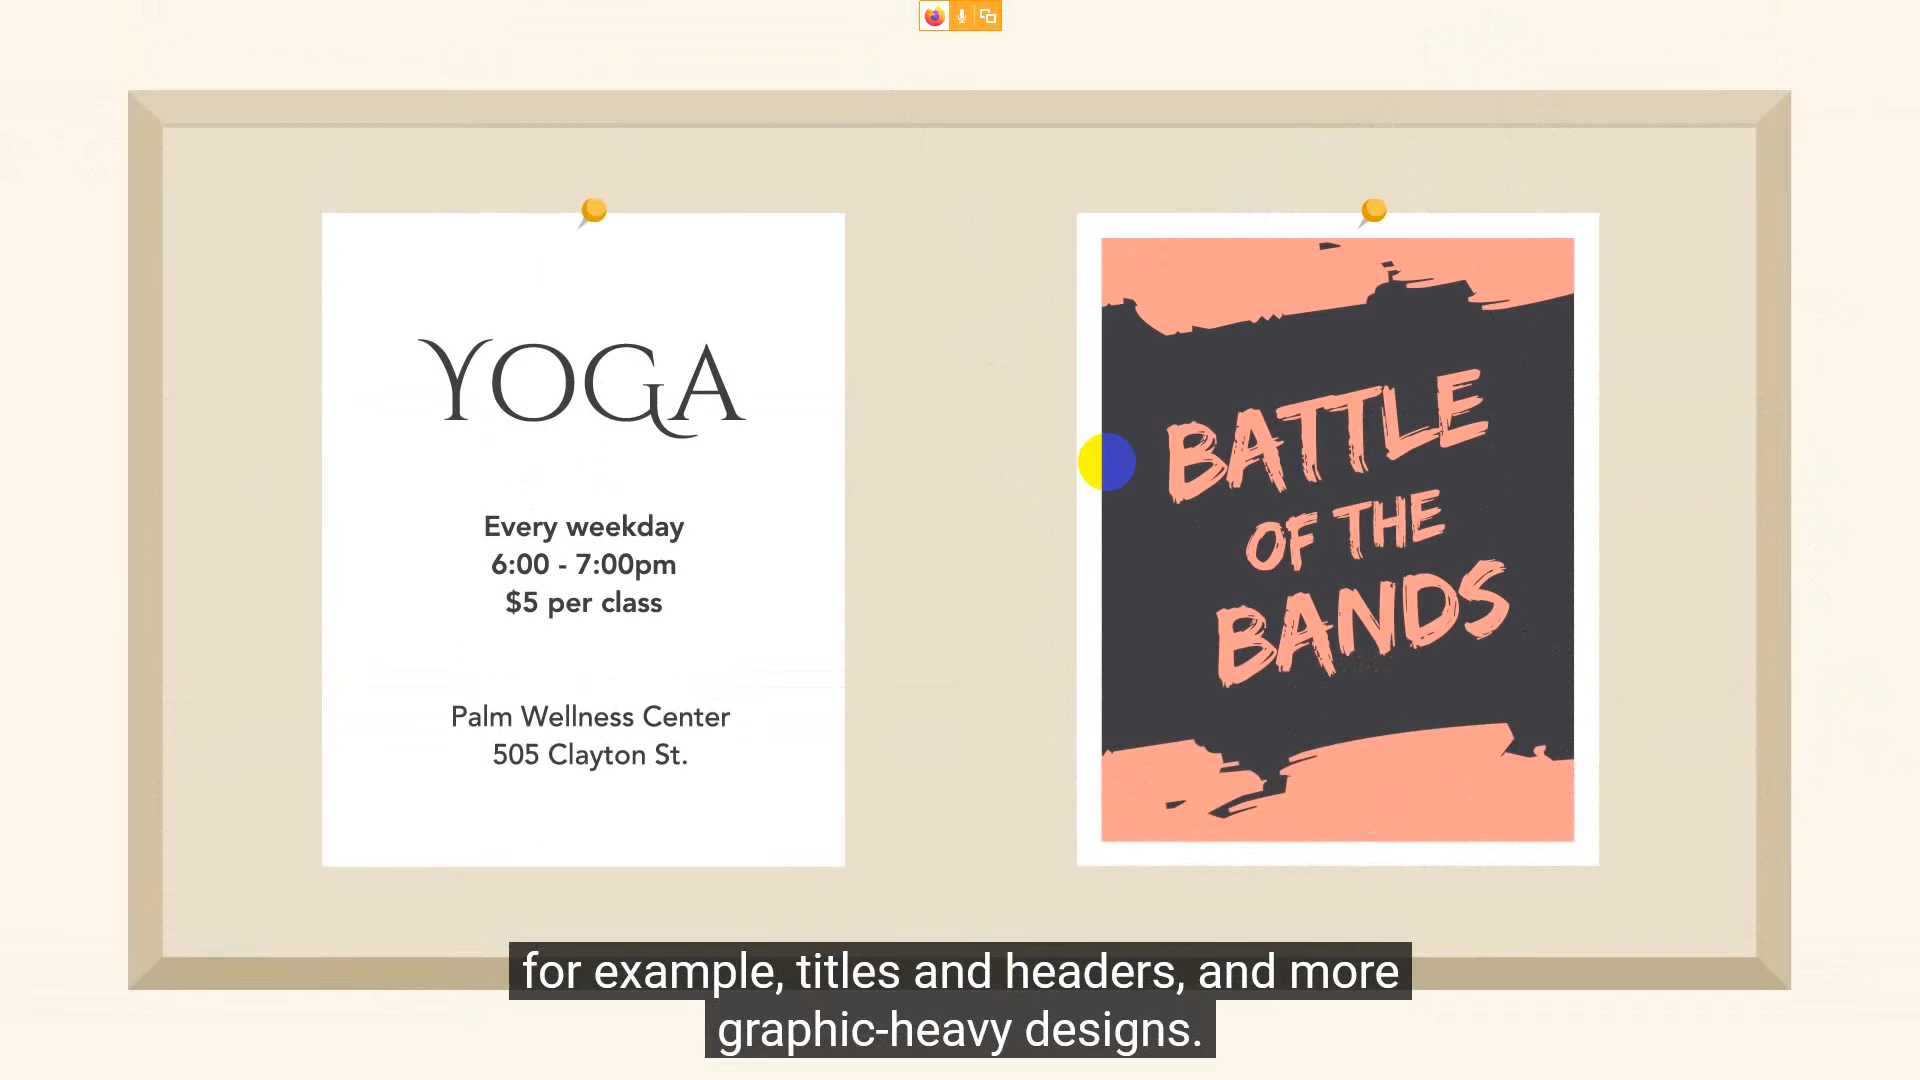 YOGA
Every weekday
6:00 - 7:00pm
$5 per class
Palm Wellness Center
505 Clayton St.
BATTLE
OF THE
BANDS
for example, titles and headers, and more
graphic-heavy designs.